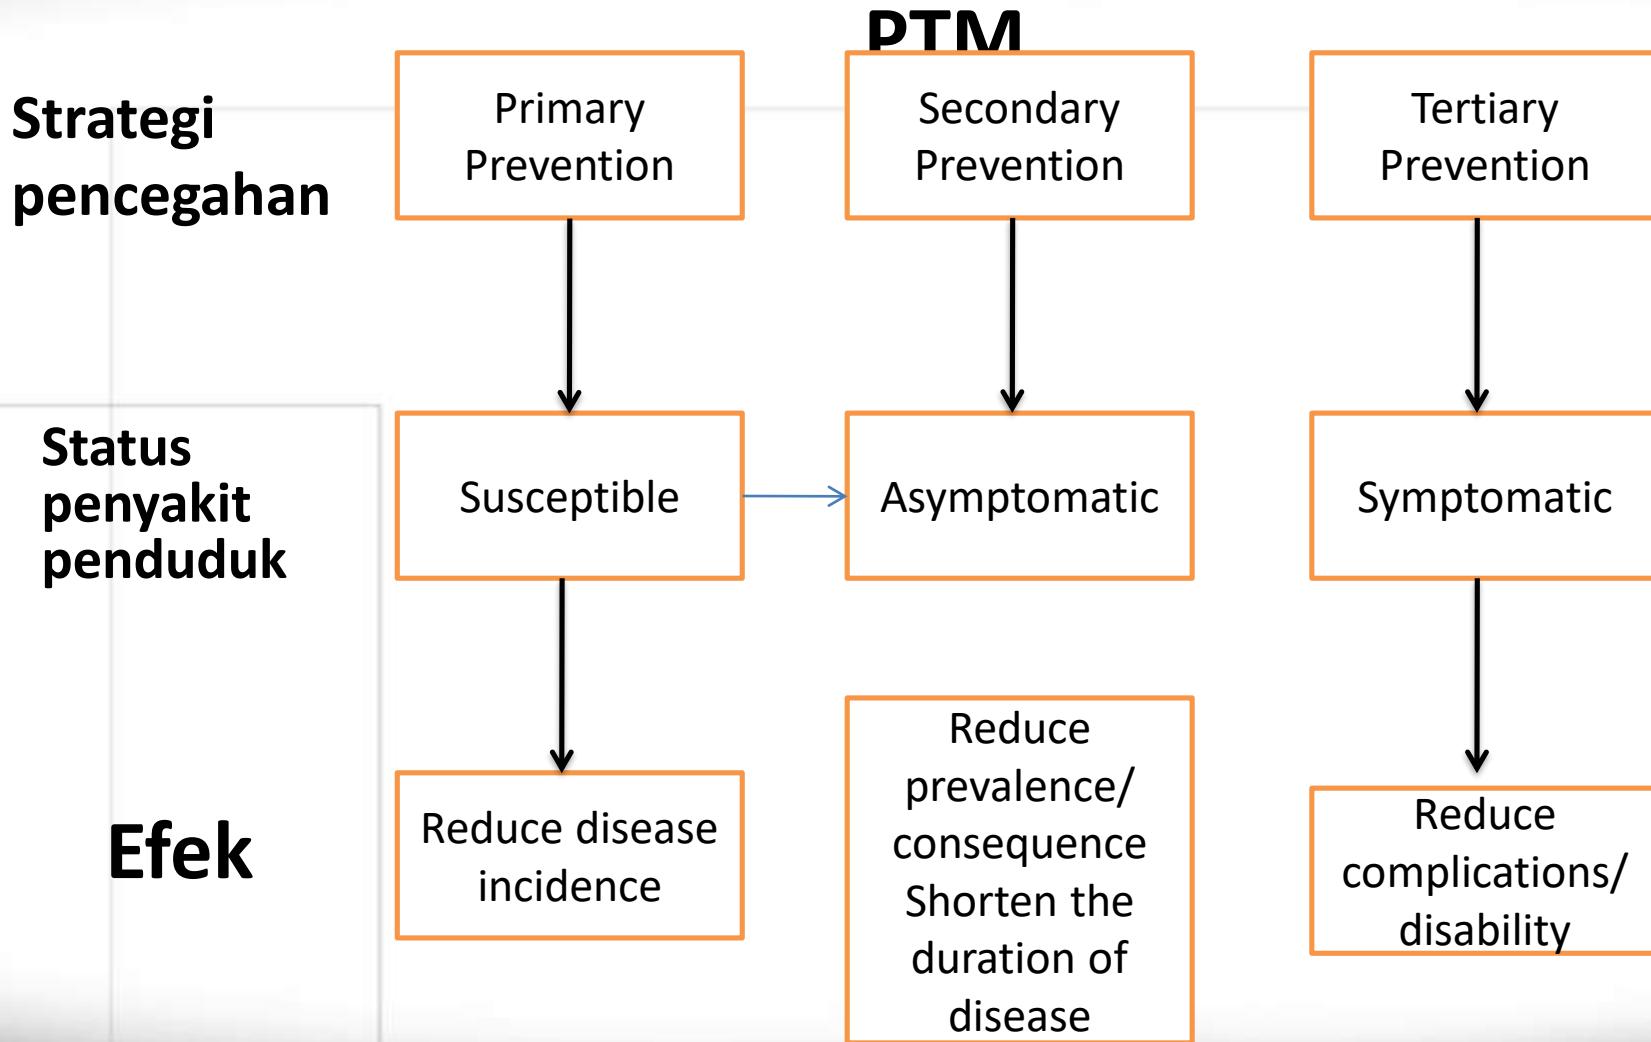 PTM
Strategi
pencegahan
Primary
Prevention
Secondary
Prevention
Tertiary
Prevention
Status
penyakit
penduduk
Susceptible
Asymptomatic
Symptomatic
Efek
Reduce disease
incidence
Reduce
prevalence/
consequence
Shorten the
duration of
disease
Reduce
complications/
disability